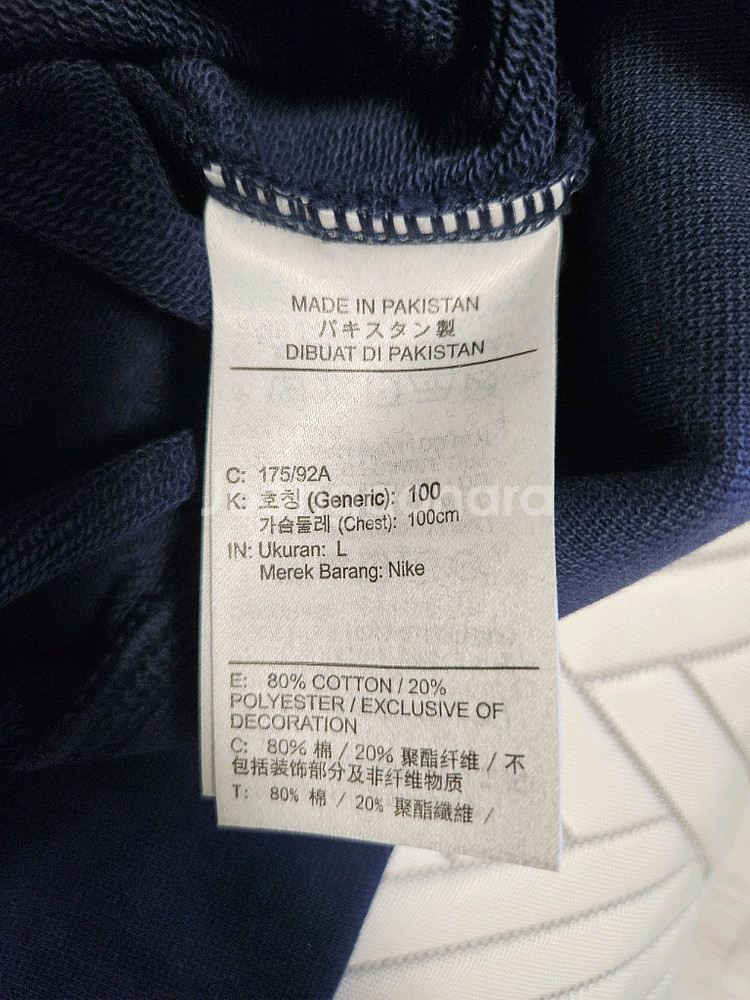 MADE IN PAKISTAN
パキスタン製
DIBUAT DI PAKISTAN
C: 175/92A
K: 호칭 (Generic): 100
가슴둘레 (Chest): 100cm
IN: Ukuran: L
Merek Barang: Nike
E: 80% COTTON / 20%
POLYESTER / EXCLUSIVE OF
DECORATION
C: 80% 棉 / 20% 聚酯纤维 / 不
包括装饰部分及非纤维物质
T: 80% 棉 / 20% 聚酯纖維 /